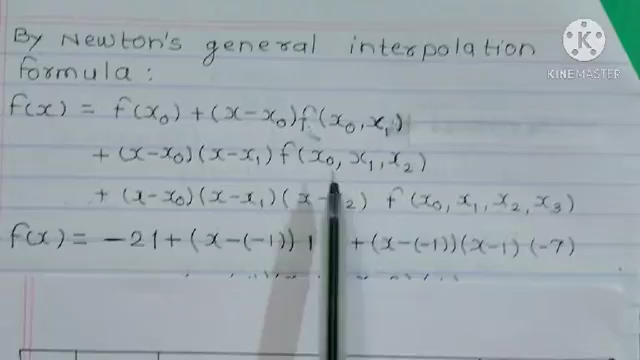 By Newton's general interpolation
formula :
f(x) = f(x₀) + (x-x₀)f(x₀,x₁)
+ (x-x₀)(x-x₁) f(x₀,x₁,x₂)
+ (x-x₀)(x-x₁)(x- 2) f(x₀,x₁,x₂,x₃)
f(x) = -21 + (x-(-1)) 1 + (x-(-1))(x-1)(-7)
K
KINEMASTER